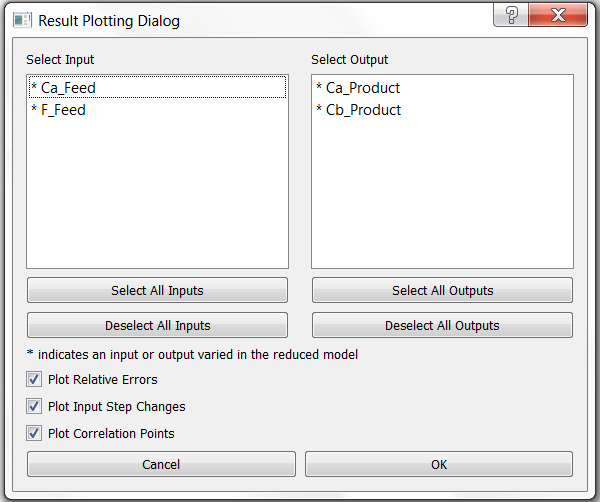 Result Plotting Dialog
?
Select Input
Select Output
* Ca_Feed
* F_Feed
* Ca_Product
* Cb_Product
Select All Inputs
Select All Outputs
Deselect All Inputs
Deselect All Outputs
* indicates an input or output varied in the reduced model
Plot Relative Errors
Plot Input Step Changes
Plot Correlation Points
Cancel
OK